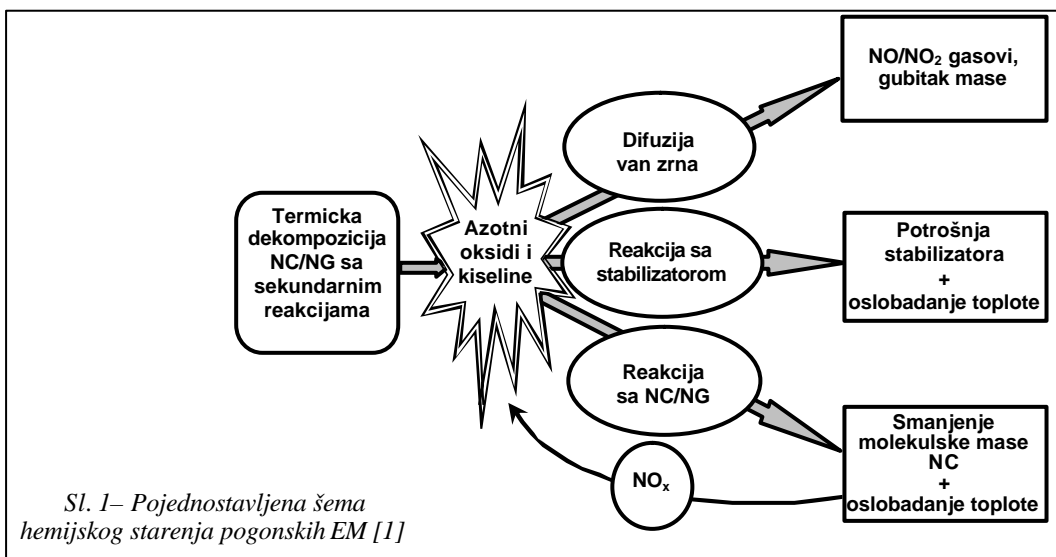 NO/NO₂ gasovi,
gubitak mase
Difuzija
van zrna
Termicka
dekompozicija
NC/NG sa
sekundarnim
reakcijama
Azotni
oksidi i
kiseline
Reakcija sa
stabilizatorom
Potrošnja
stabilizatora
+
oslobadanje toplote
Reakcija
sa NC/NG
Smanjenje
molekulske mase
NC
+
oslobadanje toplote
NOₓ
Sl. 1– Pojednostavljena šema
hemijskog starenja pogonskih EM [1]